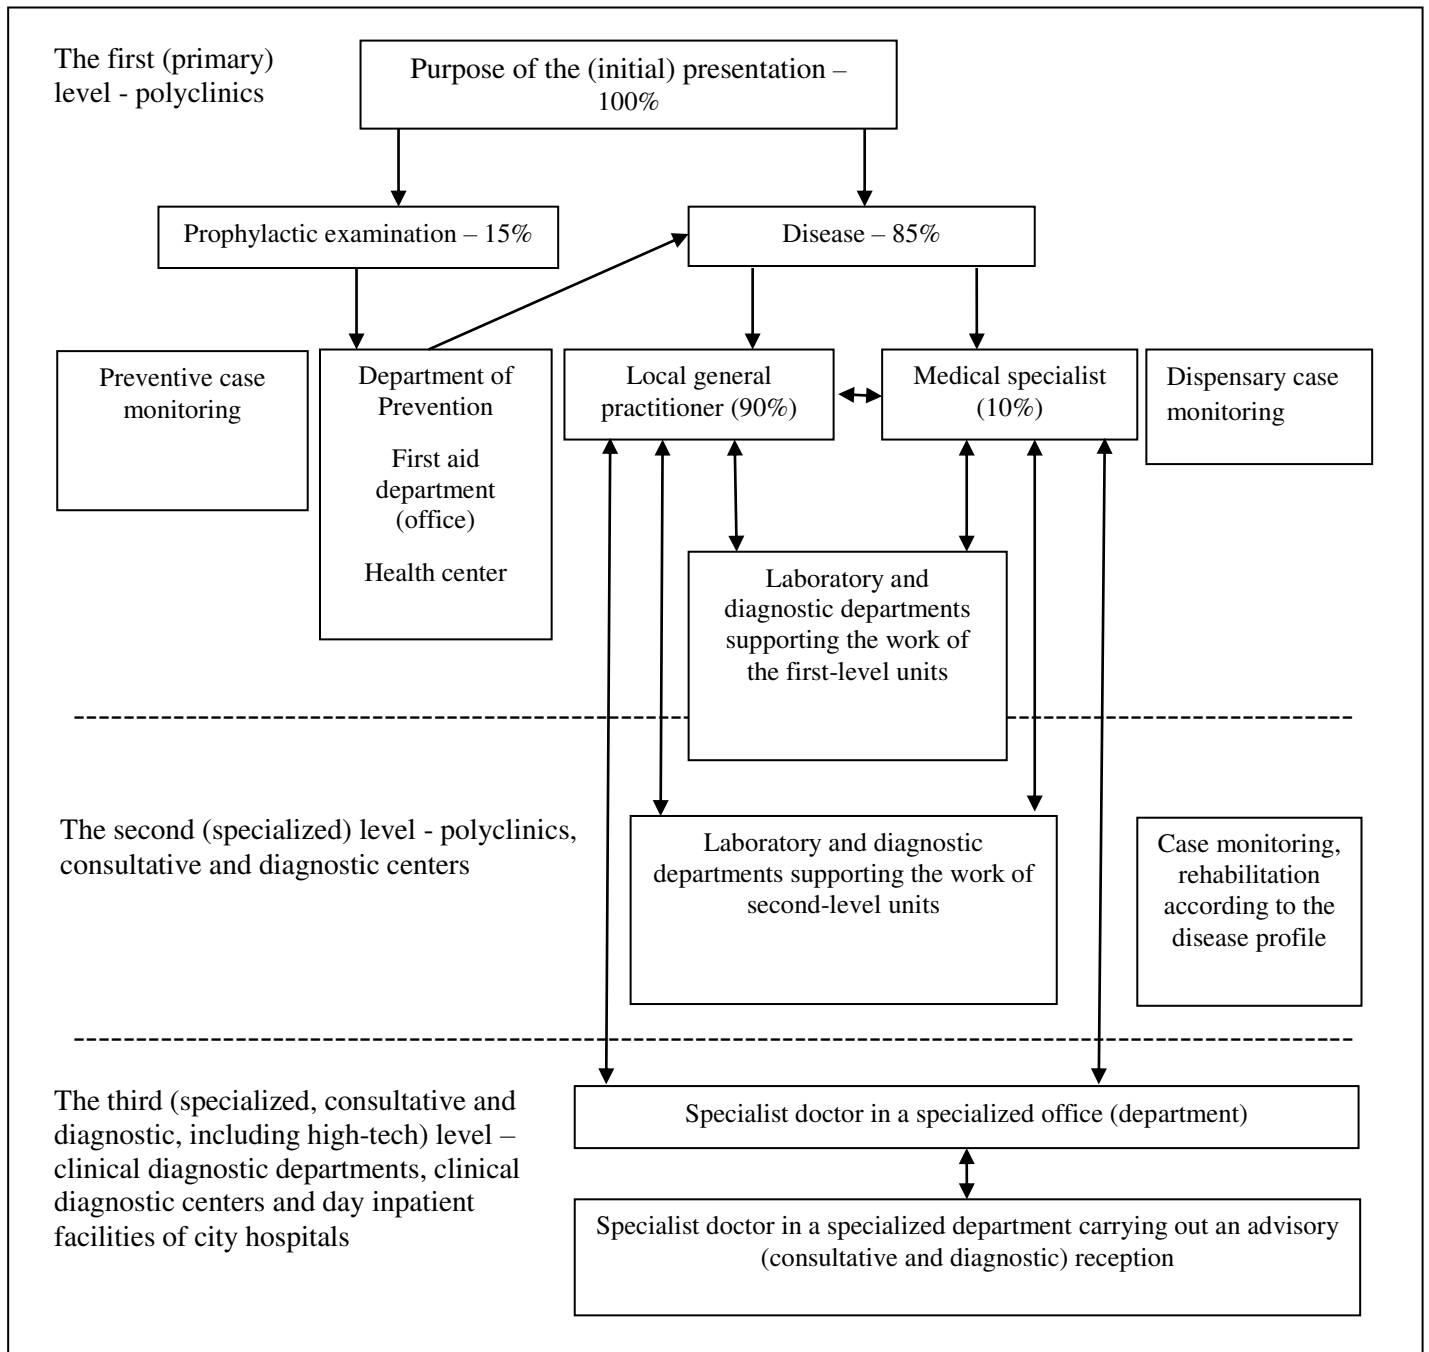 The first (primary)
level - polyclinics
Purpose of the (initial) presentation –
100%
Prophylactic examination – 15%
Disease – 85%
Preventive case
monitoring
Department of
Prevention
First aid
department
(office)
Health center
Local general
practitioner (90%)
Medical specialist
(10%)
Dispensary case
monitoring
Laboratory and
diagnostic departments
supporting the work of
the first-level units
The second (specialized) level - polyclinics,
consultative and diagnostic centers
Laboratory and diagnostic
departments supporting the work of
second-level units
Case monitoring,
rehabilitation
according to the
disease profile
The third (specialized, consultative and
diagnostic, including high-tech) level –
clinical diagnostic departments, clinical
diagnostic centers and day inpatient
facilities of city hospitals
Specialist doctor in a specialized office (department)
Specialist doctor in a specialized department carrying out an advisory
(consultative and diagnostic) reception